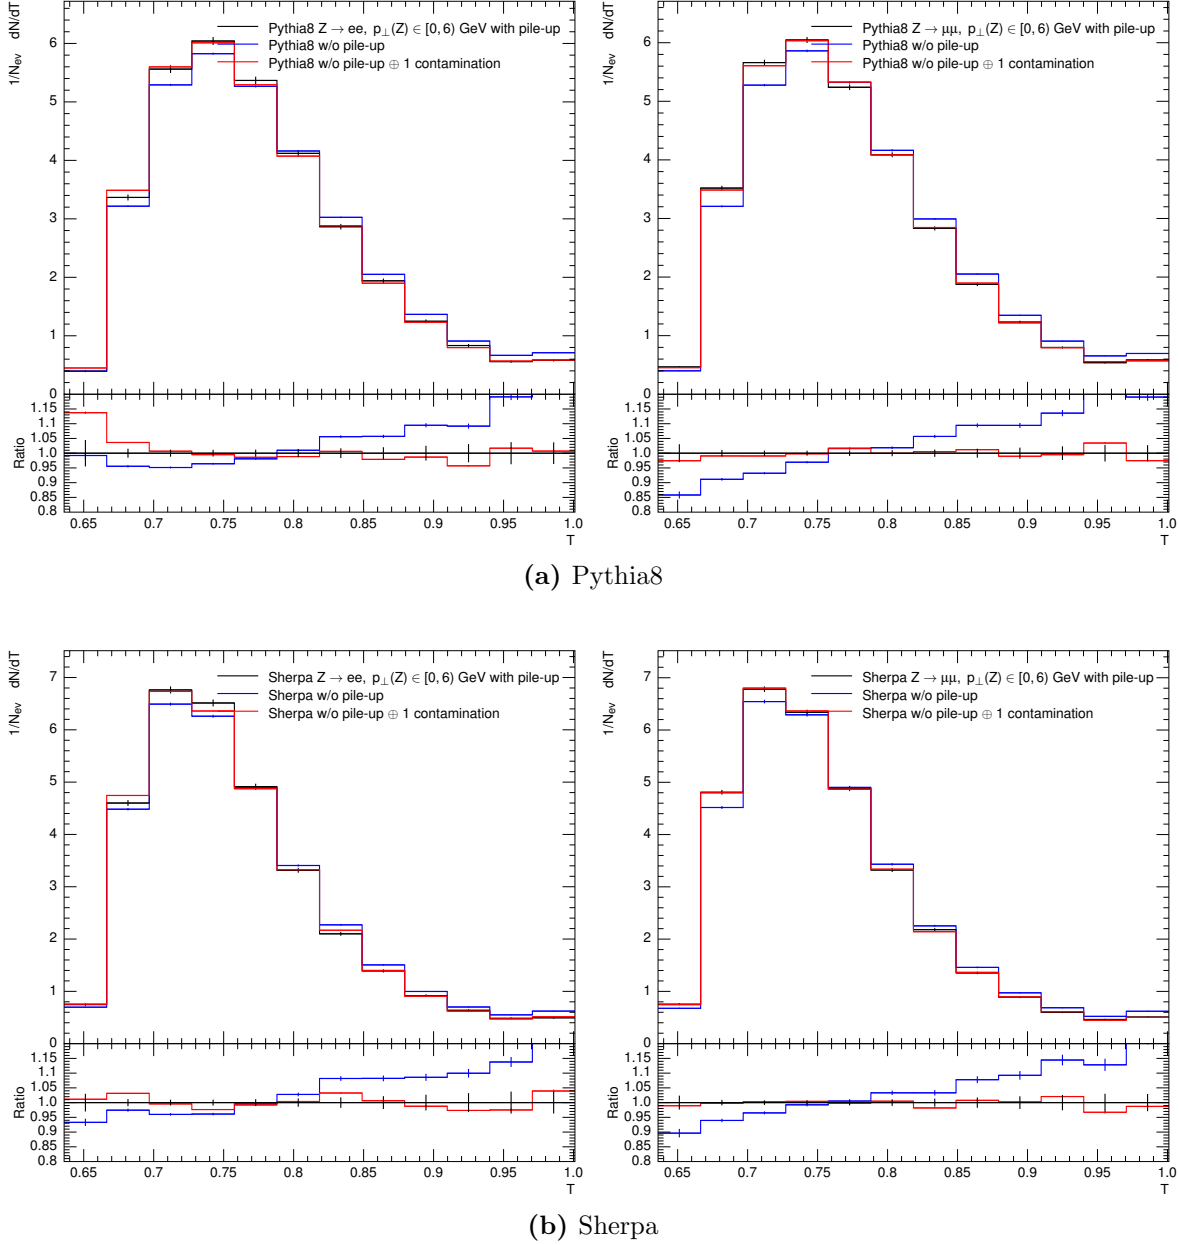 1/N_ev dN/dT
Pythia8 Z → ee, p⊥(Z) ∈ [0, 6) GeV with pile-up
Pythia8 w/o pile-up
Pythia8 w/o pile-up ⊕ 1 contamination
6
5
4
3
2
1
0
Ratio
1.15
1.1
1.05
1.0
0.95
0.9
0.85
0.8
0.65 0.7 0.75 0.8 0.85 0.9 0.95 1.0
T
1/N_ev dN/dT
Pythia8 Z → μμ, p⊥(Z) ∈ [0, 6) GeV with pile-up
Pythia8 w/o pile-up
Pythia8 w/o pile-up ⊕ 1 contamination
6
5
4
3
2
1
0
Ratio
1.15
1.1
1.05
1.0
0.95
0.9
0.85
0.8
0.65 0.7 0.75 0.8 0.85 0.9 0.95 1.0
T
(a) Pythia8
1/N_ev dN/dT
Sherpa Z → ee, p⊥(Z) ∈ [0, 6) GeV with pile-up
Sherpa w/o pile-up
Sherpa w/o pile-up ⊕ 1 contamination
7
6
5
4
3
2
1
0
Ratio
1.15
1.1
1.05
1.0
0.95
0.9
0.85
0.8
0.65 0.7 0.75 0.8 0.85 0.9 0.95 1.0
T
1/N_ev dN/dT
Sherpa Z → μμ, p⊥(Z) ∈ [0, 6) GeV with pile-up
Sherpa w/o pile-up
Sherpa w/o pile-up ⊕ 1 contamination
7
6
5
4
3
2
1
0
Ratio
1.15
1.1
1.05
1.0
0.95
0.9
0.85
0.8
0.65 0.7 0.75 0.8 0.85 0.9 0.95 1.0
T
(b) Sherpa